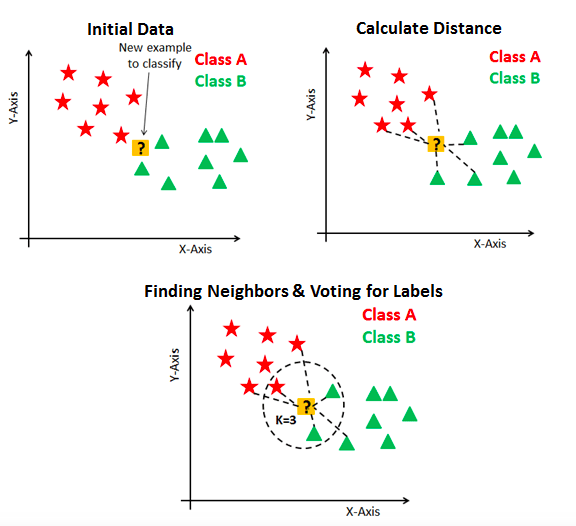 Initial Data
New example
to classify
Class A
Class B
Y-Axis
?
X-Axis
Calculate Distance
Class A
Class B
Y-Axis
?
X-Axis
Finding Neighbors & Voting for Labels
Class A
Class B
Y-Axis
?
K=3
X-Axis